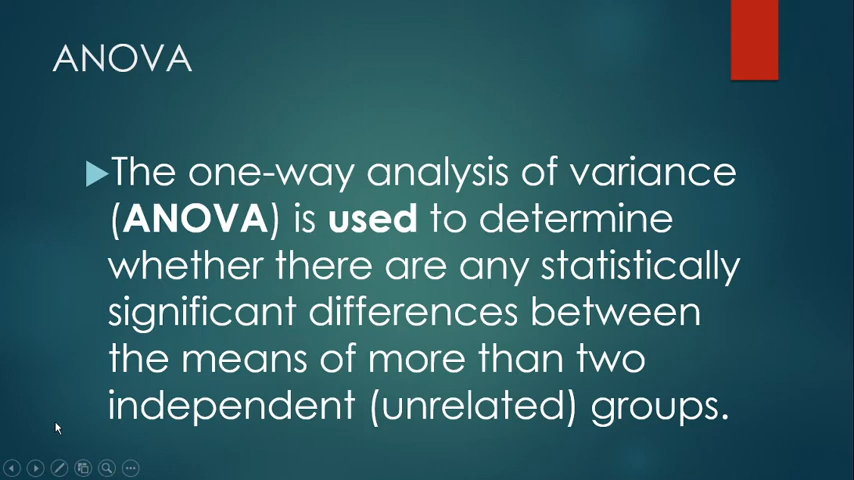 ANOVA
The one-way analysis of variance
(ANOVA) is used to determine
whether there are any statistically
significant differences between
the means of more than two
independent (unrelated) groups.